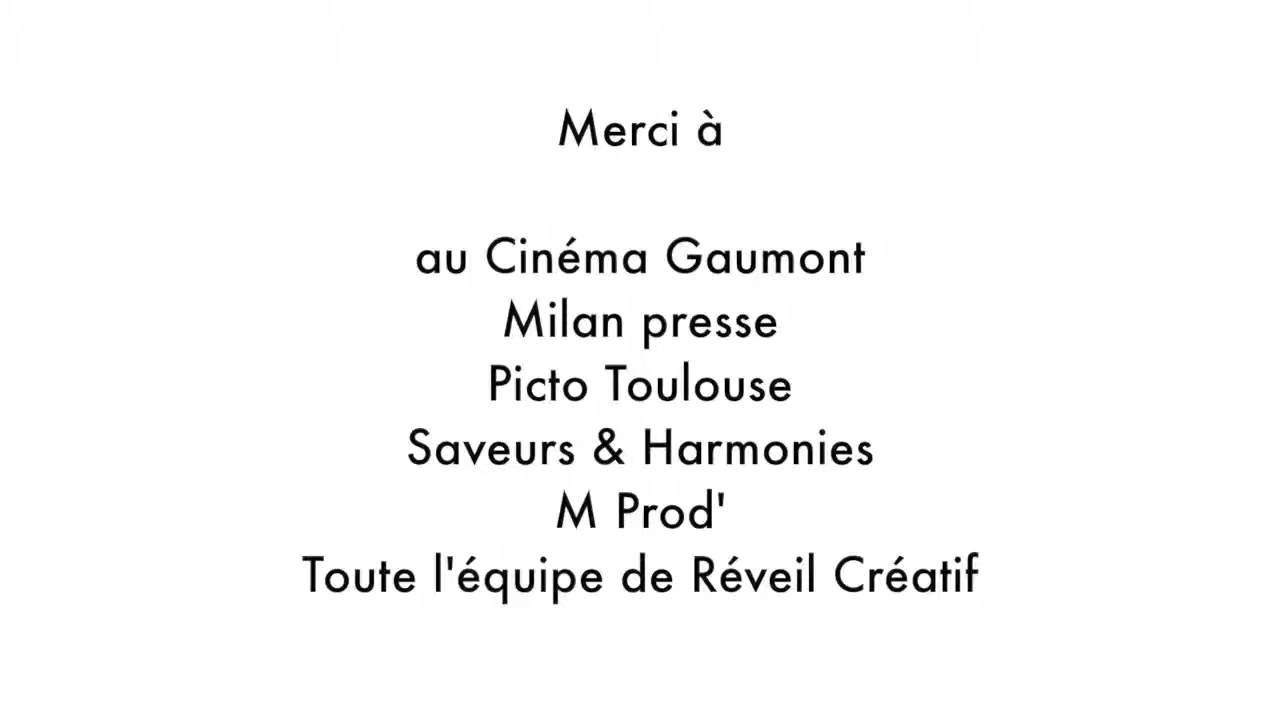 Merci à
au Cinéma Gaumont
Milan presse
Picto Toulouse
Saveurs & Harmonies
M Prod'
Toute l'équipe de Réveil Créatif